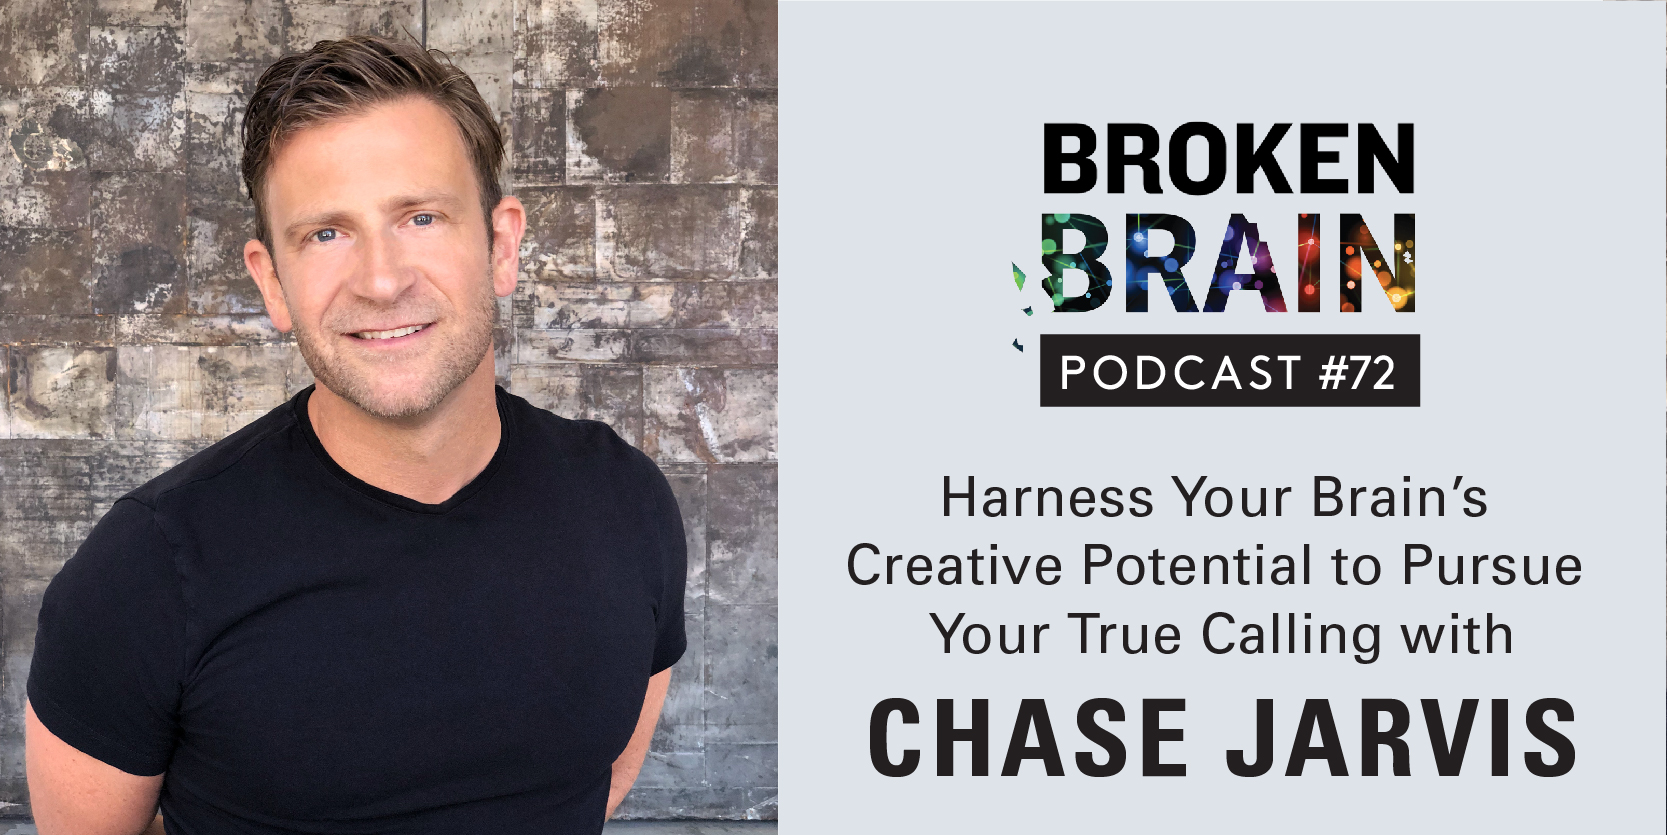 BROKEN
BRAIN
PODCAST #72
Harness Your Brain’s
Creative Potential to Pursue
Your True Calling with
CHASE JARVIS